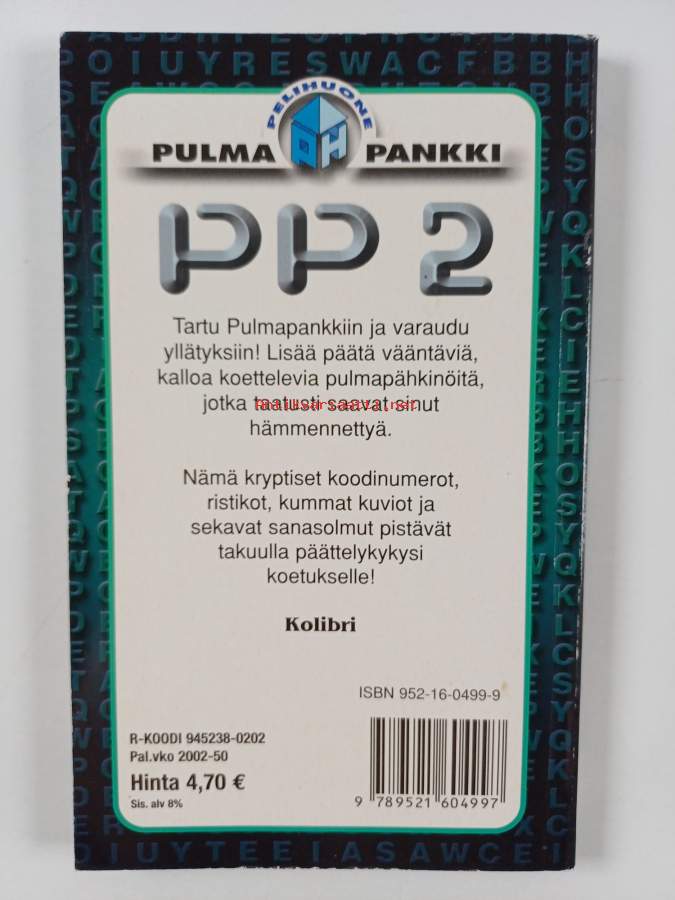 POIUYRESWACFBBH
PELIHUONE
PULMA PANKKI
PP 2
Tartu Pulmapankkiin ja varaudu
yllätyksiin! Lisää päätä vääntäviä,
kalloa koettelevia pulmapähkinöitä,
jotka saavat sinut
hämmennettyä.
Nämä kryptiset koodinumerot,
ristikot, kummat kuviot ja
sekavat sanasolmut pistävät
takuulla päättelykykysi
koetukselle!
Kolibri
ISBN 952-16-0499-9
R-KOODI 945238-0202
Pal.vko 2002-50
Hinta 4,70 €
Sis. alv 8%
9 789521 604997
OIUYTEEIASAWCEI